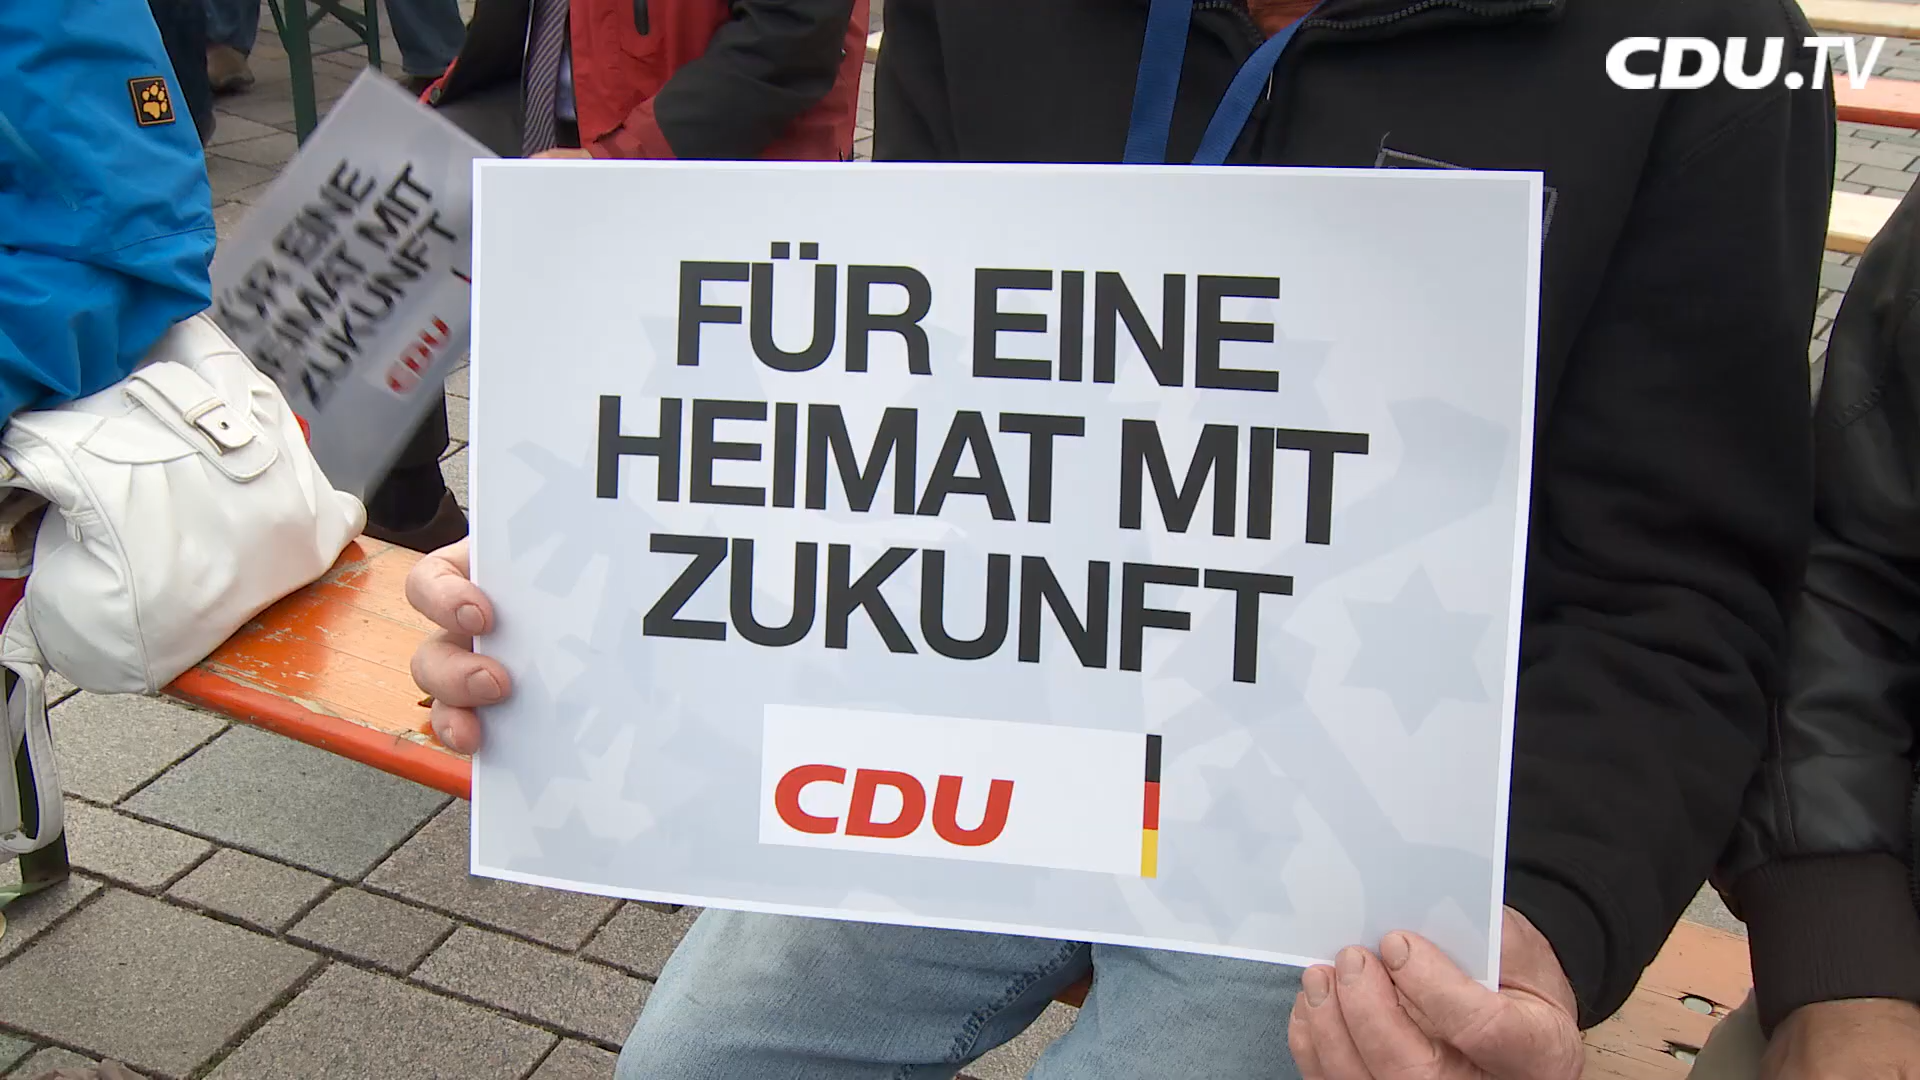 CDU.TV
FÜR EINE
HEIMAT MIT
ZUKUNFT
CDU
FÜR EINE
HEIMAT MIT
ZUKUNFT
CDU